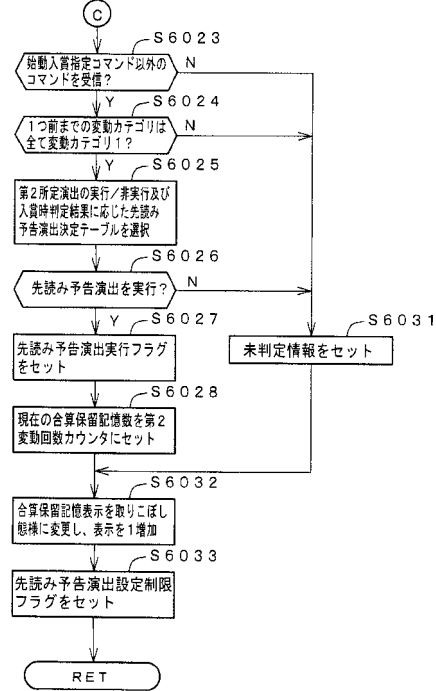 C
S6023
始動入賞指定コマンド以外の
コマンドを受信?
N
Y
S6024
1つ前までの変動カテゴリは
全て変動カテゴリ1?
N
Y
S6025
第2所定演出の実行/非実行及び
入賞時判定結果に応じた先読み
予告演出決定テーブルを選択
S6026
先読み予告演出を実行?
N
Y
S6027
先読み予告演出実行フラグ
をセット
S6031
未判定情報をセット
S6028
現在の合算保留記憶数を第2
変動回数カウンタにセット
S6032
合算保留記憶表示を取りこぼし
態様に変更し、表示を1増加
S6033
先読み予告演出設定制限
フラグをセット
RET